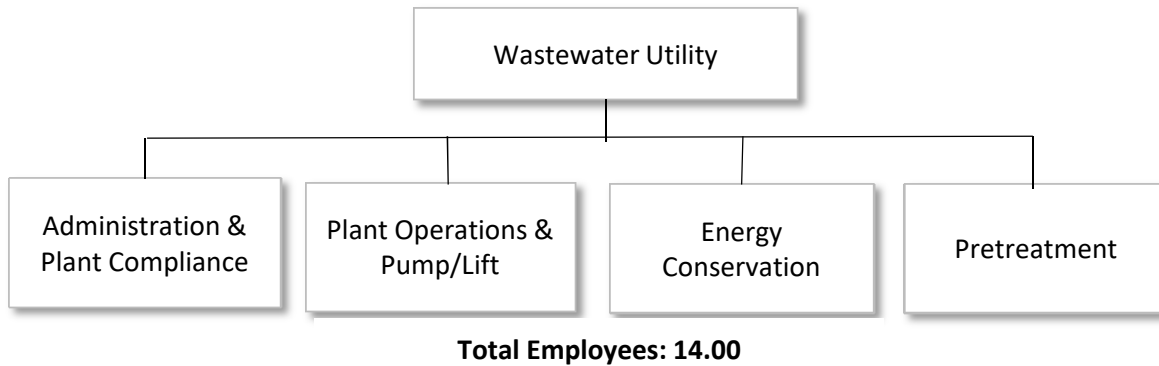 Wastewater Utility
Administration &
Plant Compliance
Plant Operations &
Pump/Lift
Energy
Conservation
Pretreatment
Total Employees: 14.00